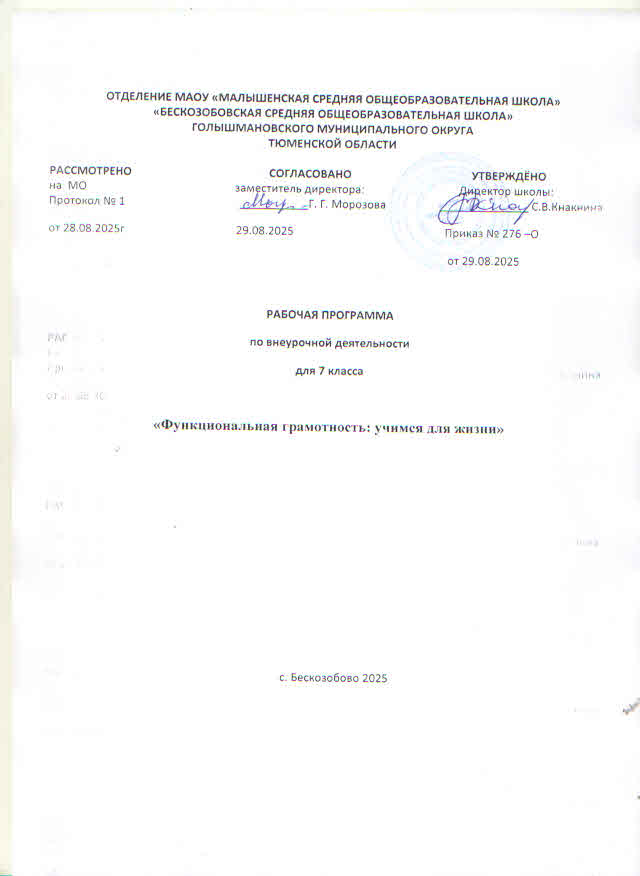 ОТДЕЛЕНИЕ МАОУ «МАЛЫШЕНСКАЯ СРЕДНЯЯ ОБЩЕОБРАЗОВАТЕЛЬНАЯ ШКОЛА»
«БЕСКОЗОБОВСКАЯ СРЕДНЯЯ ОБЩЕОБРАЗОВАТЕЛЬНАЯ ШКОЛА»
ГОЛЫШМАНОВСКОГО МУНИЦИПАЛЬНОГО ОКРУГА
ТЮМЕНСКОЙ ОБЛАСТИ
РАССМОТРЕНО
на МО
Протокол № 1
от 28.08.2025г
СОГЛАСОВАНО
заместитель директора:
Г. Г. Морозова
29.08.2025
УТВЕРЖДЁНО
Директор школы:
С.В.Кнакнина
Приказ № 276 –О
от 29.08.2025
РАБОЧАЯ ПРОГРАММА
по внеурочной деятельности
для 7 класса
«Функциональная грамотность: учимся для жизни»
с. Бескозобово 2025